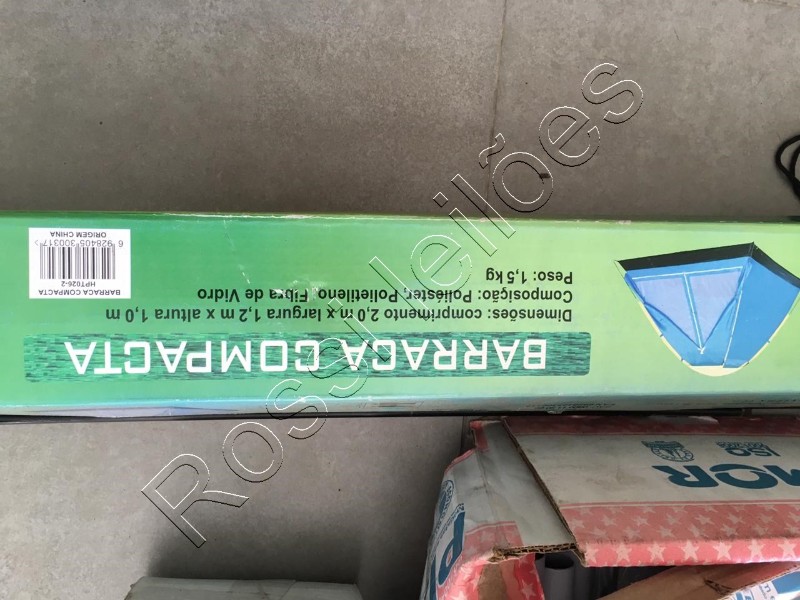 BARRACA COMPACTA
Dimensões: comprimento 2,0 m x largura 1,2 m x altura 1,0 m
Composição: Poliéster, Polietileno Fibra de Vidro
Peso: 1,5 kg
BARRACA COMPACTA
HPT026-2
6 928405 300317>
ORIGEM CHINA
Rossi Leilões
MOR
ISO